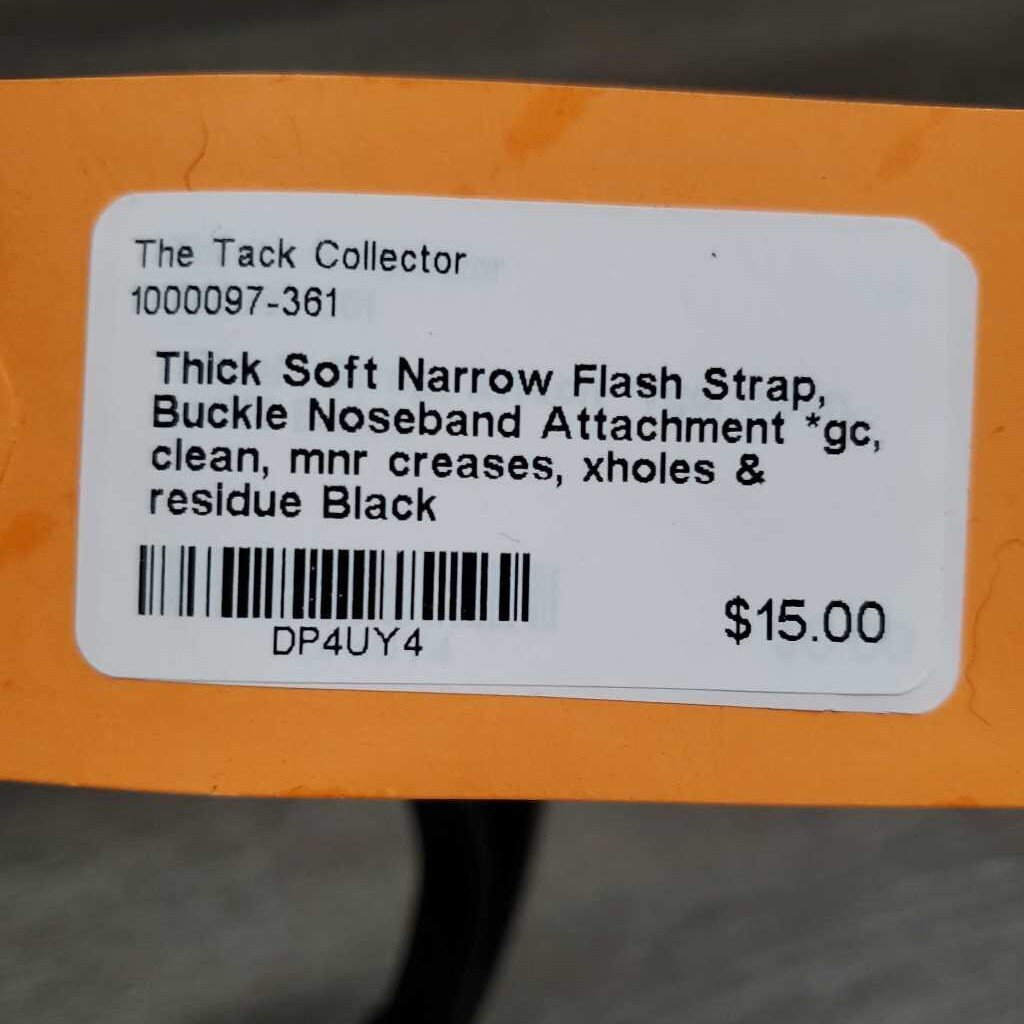 The Tack Collector
1000097-361
Thick Soft Narrow Flash Strap,
Buckle Noseband Attachment *gc,
clean, mnr creases, xholes &
residue Black
DP4UY4
$15.00